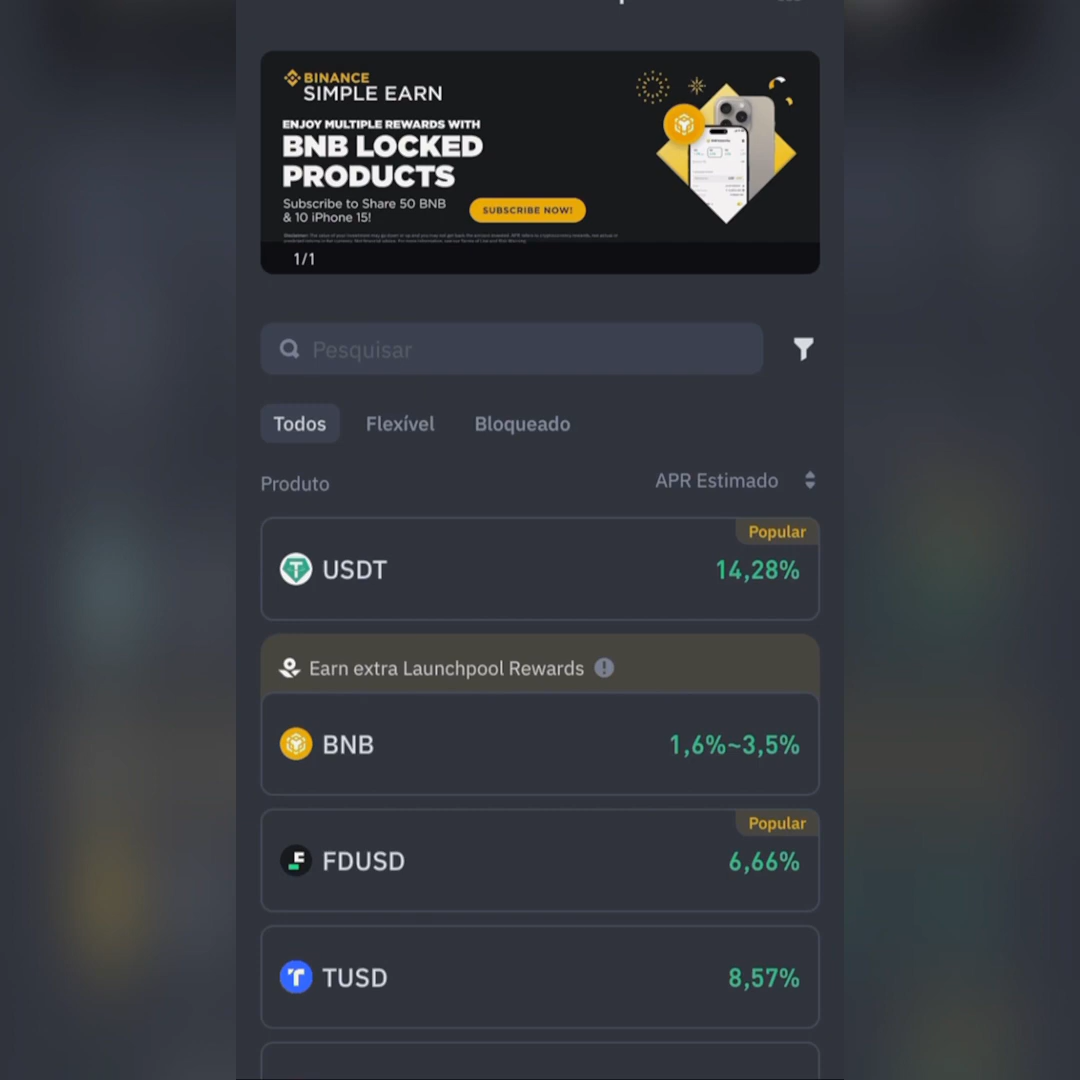 BINANCE
SIMPLE EARN
ENJOY MULTIPLE REWARDS WITH
BNB LOCKED
PRODUCTS
Subscribe to Share 50 BNB
& 10 iPhone 15!
SUBSCRIBE NOW!
1/1
Pesquisar
Todos Flexível Bloqueado
Produto APR Estimado
Popular
USDT 14,28%
Earn extra Launchpool Rewards
BNB 1,6%~3,5%
Popular
FDUSD 6,66%
TUSD 8,57%